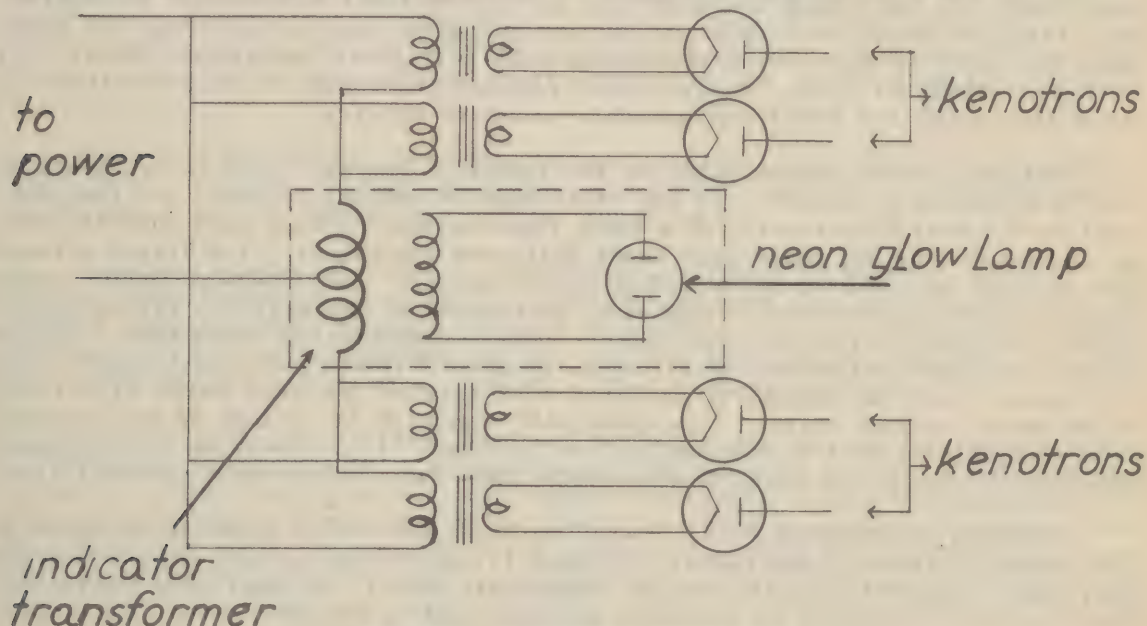 kenotrons
to
power
neon glow lamp
kenotrons
indicator
transformer